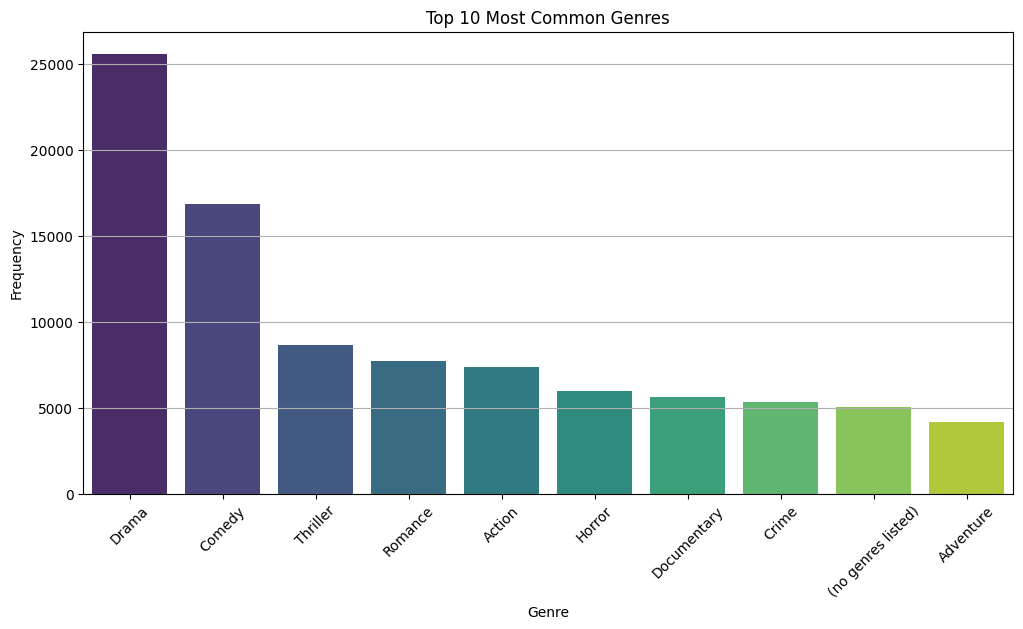 Top 10 Most Common Genres
Frequency
25000
20000
15000
10000
5000
0
Drama
Comedy
Thriller
Romance
Action
Horror
Documentary
Crime
(no genres listed)
Adventure
Genre